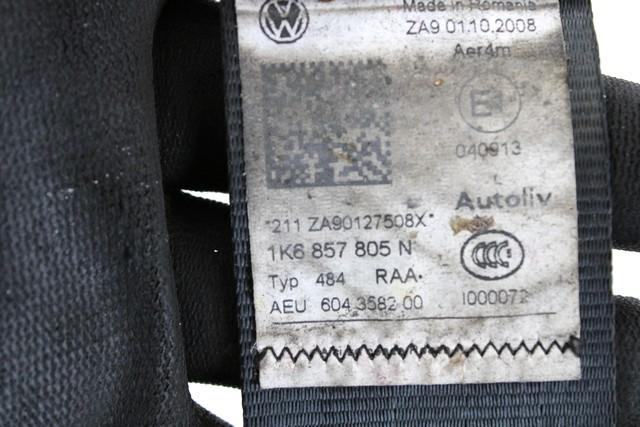 Made in Romania
ZA9 01.10.2008
Aer4m
E1
040913
Autoliv
*211 ZA90127508X*
1K6 857 805 N
Typ 484 RAA.
AEU 604 3582 00
I000072